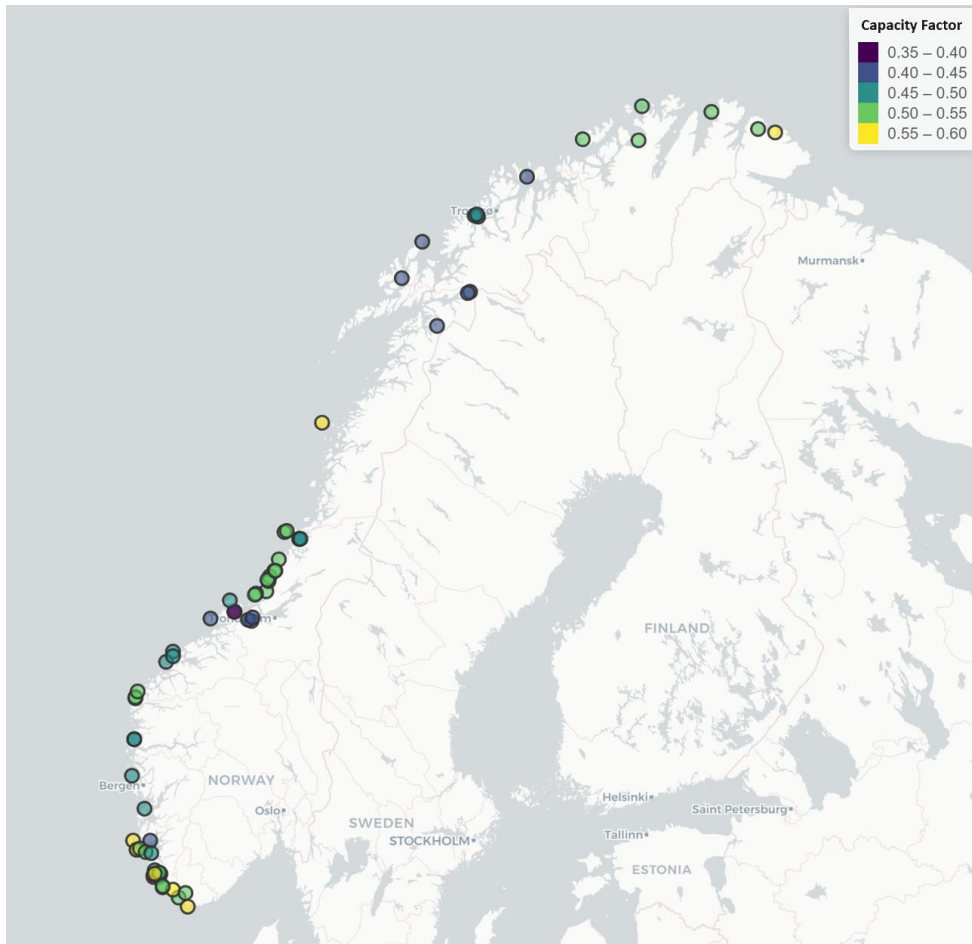 Capacity Factor
0.35 – 0.40
0.40 – 0.45
0.45 – 0.50
0.50 – 0.55
0.55 – 0.60
Murmansk
FINLAND
NORWAY
Bergen
Oslo
SWEDEN
STOCKHOLM
Helsinki
Saint Petersburg
Tallinn
ESTONIA